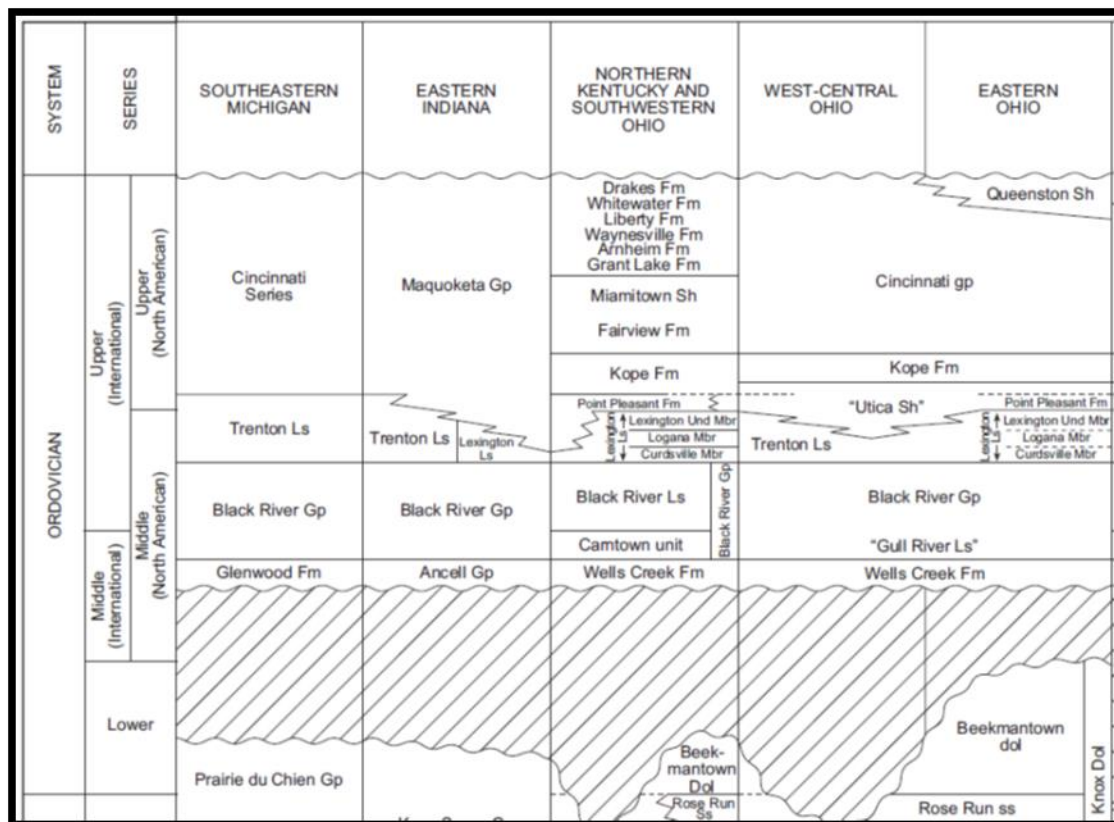 SYSTEM
SERIES
SOUTHEASTERN
MICHIGAN
EASTERN
INDIANA
NORTHERN
KENTUCKY AND
SOUTHWESTERN
OHIO
WEST-CENTRAL
OHIO
EASTERN
OHIO
ORDOVICIAN
Upper
(International)
Upper
(North American)
Cincinnati
Series
Maquoketa Gp
Drakes Fm
Whitewater Fm
Liberty Fm
Waynesville Fm
Arnheim Fm
Grant Lake Fm
Miamitown Sh
Fairview Fm
Kope Fm
Queenston Sh
Cincinnati gp
Kope Fm
Middle
(International)
Middle
(North American)
Trenton Ls
Trenton Ls
Lexington
Ls
Point Pleasant Fm
Lexington
Ls
Lexington Und Mbr
Logana Mbr
Curdsville Mbr
"Utica Sh"
Trenton Ls
Point Pleasant Fm
Lexington
Ls
Lexington Und Mbr
Logana Mbr
Curdsville Mbr
Black River Gp
Black River Gp
Black River Ls
Camtown unit
Black River Gp
Black River Gp
"Gull River Ls"
Glenwood Fm
Ancell Gp
Wells Creek Fm
Wells Creek Fm
Lower
Prairie du Chien Gp
Beek-
mantown
Dol
Rose Run
Ss
Beekmantown
dol
Rose Run ss
Knox Dol